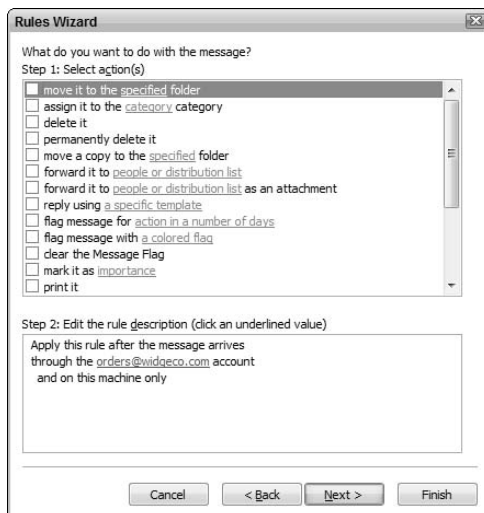 Rules Wizard
What do you want to do with the message?
Step 1: Select action(s)
move it to the specified folder
assign it to the category category
delete it
permanently delete it
move a copy to the specified folder
forward it to people or distribution list
forward it to people or distribution list as an attachment
reply using a specific template
flag message for action in a number of days
flag message with a colored flag
clear the Message Flag
mark it as importance
print it
Step 2: Edit the rule description (click an underlined value)
Apply this rule after the message arrives
through the orders@widgeco.com account
and on this machine only
Cancel < Back Next > Finish